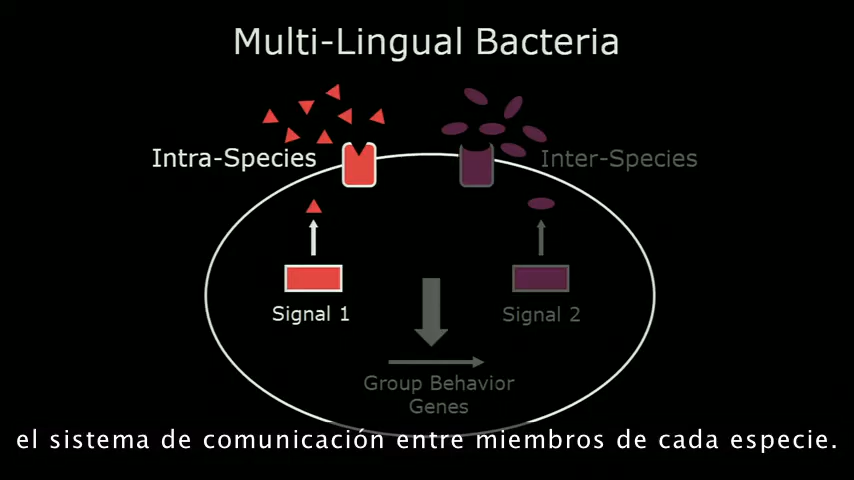 Multi-Lingual Bacteria
Intra-Species
Inter-Species
Signal 1
Signal 2
Group Behavior
Genes
el sistema de comunicación entre miembros de cada especie.